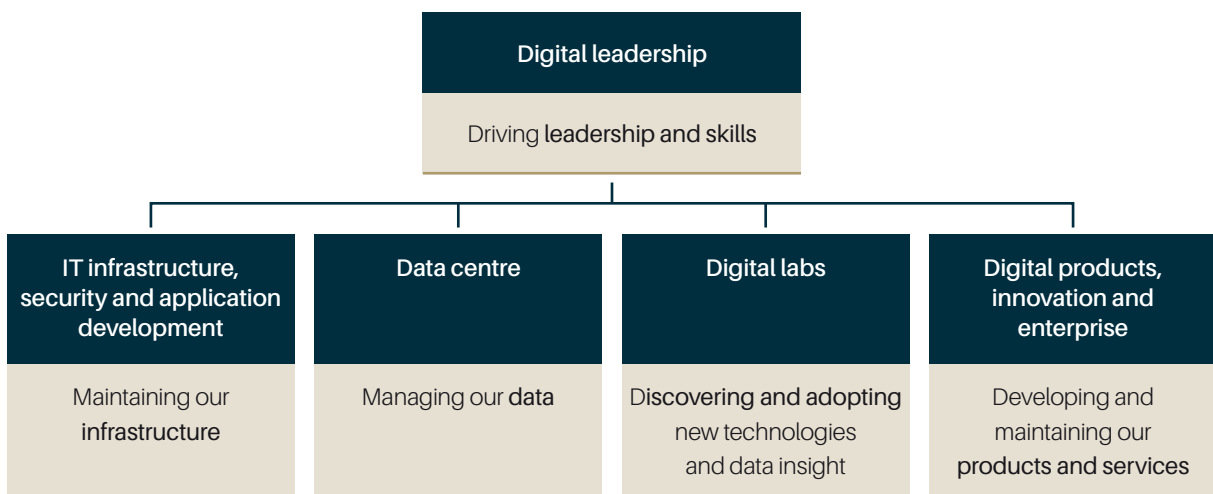 Digital leadership
Driving leadership and skills
IT infrastructure,
security and application
development
Maintaining our
infrastructure
Data centre
Managing our data
Digital labs
Discovering and adopting
new technologies
and data insight
Digital products,
innovation and
enterprise
Developing and
maintaining our
products and services